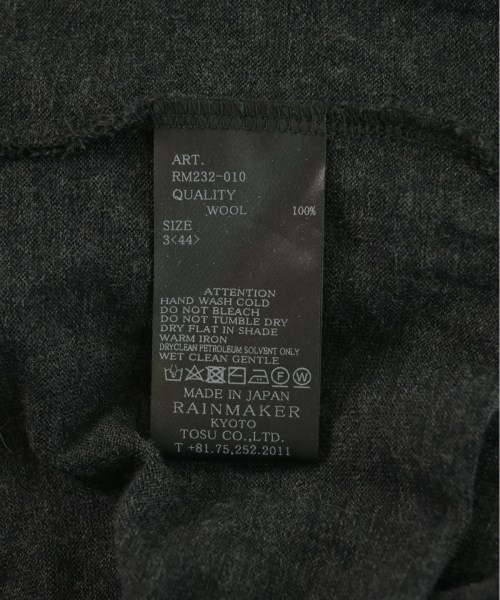 ART.
RM232-010
QUALITY
WOOL 100%
SIZE
3<44>
ATTENTION
HAND WASH COLD
DO NOT BLEACH
DO NOT TUMBLE DRY
DRY FLAT IN SHADE
WARM IRON
DRYCLEAN PETROLEUM SOLVENT ONLY
WET CLEAN GENTLE
F W
MADE IN JAPAN
RAINMAKER
KYOTO
TOSU CO.,LTD.
T +81.75,252.2011